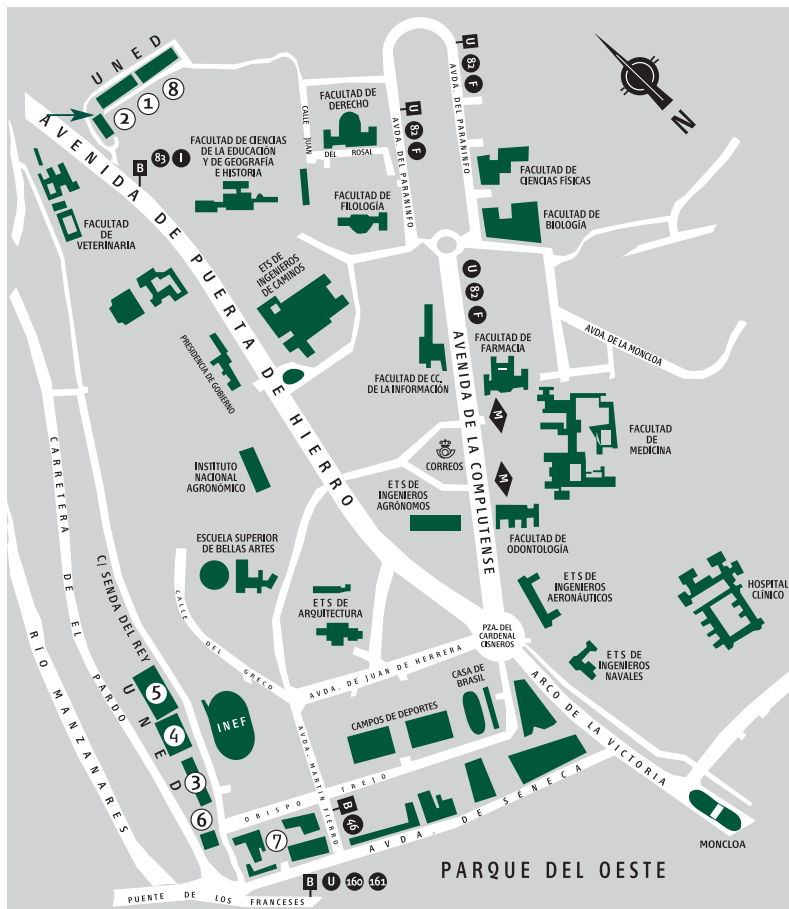 UNED
8
1
2
AVENIDA DE PUERTA DE HIERRO
B 83 I
FACULTAD DE CIENCIAS
DE LA EDUCACIÓN
Y DE GEOGRAFÍA
E HISTORIA
CALLE JUAN
DEL ROSAL
FACULTAD DE
DERECHO
U 82 F
AVDA. DEL PARANINFO
U 82 F
AVDA. DEL PARANINFO
N
FACULTAD DE
CIENCIAS FÍSICAS
FACULTAD DE
BIOLOGÍA
FACULTAD DE
FILOLOGÍA
FACULTAD
DE
VETERINARIA
ETS DE
INGENIEROS
DE CAMINOS
U 82 F
AVENIDA DE LA COMPLUTENSE
AVDA. DE LA MONCLOA
PRESIDENCIA DE GOBIERNO
FACULTAD DE
FARMACIA
FACULTAD DE CC.
DE LA INFORMACIÓN
M
FACULTAD
DE
MEDICINA
CORREOS
M
INSTITUTO
NACIONAL
AGRONÓMICO
ETS DE
INGENIEROS
AGRÓNOMOS
FACULTAD DE
ODONTOLOGÍA
CARRETERA DE EL PARDO
ESCUELA SUPERIOR
DE BELLAS ARTES
C/ SENDA DEL REY
ETS DE
INGENIEROS
AERONÁUTICOS
HOSPITAL
CLÍNICO
CALLE DEL GRECO
ETS DE
ARQUITECTURA
PZA. DEL
CARDENAL
CISNEROS
ETS DE
INGENIEROS
NAVALES
RÍO MANZANARES
AVDA. DE JUAN DE HERRERA
CASA DE
BRASIL
ARCO DE LA VICTORIA
UNED
5
4
3
6
INEF
CAMPOS DE DEPORTES
AVDA. MARTÍN FIERRO
OBISPO TREJO
B 46
7
AVDA. DE SÉNECA
MONCLOA
PARQUE DEL OESTE
B U 160 161
PUENTE DE LOS FRANCESES